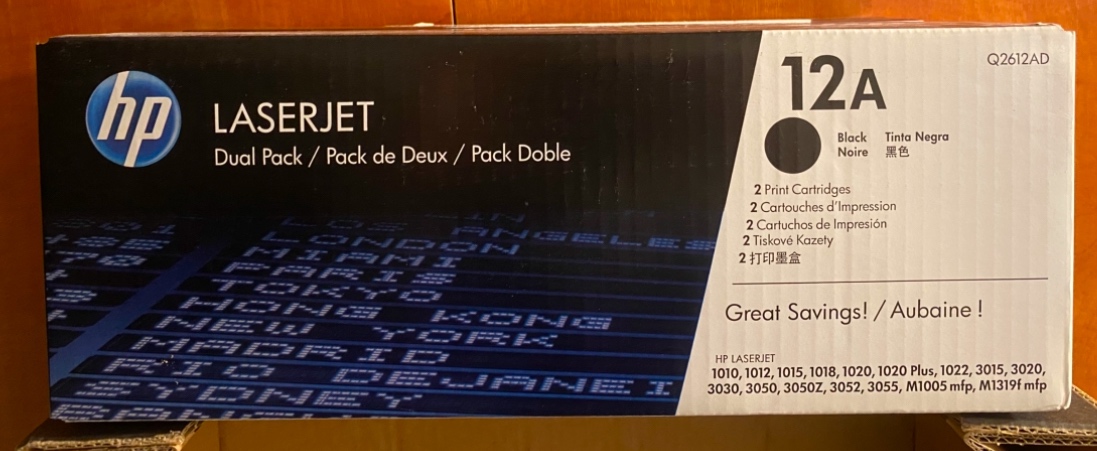 hp
LASERJET
Dual Pack / Pack de Deux / Pack Doble
LOS ANGELES
LONDON
MIAMI
PARIS
TOKYO
HONG KONG
NEW YORK
MADRID
RIO DE JANEI
SYDNEY
12A
Q2612AD
Black Tinta Negra
Noire 黑色
2 Print Cartridges
2 Cartouches d'Impression
2 Cartuchos de Impresión
2 Tiskové Kazety
2 打印墨盒
Great Savings! / Aubaine !
HP LASERJET
1010, 1012, 1015, 1018, 1020, 1020 Plus, 1022, 3015, 3020,
3030, 3050, 3050Z, 3052, 3055, M1005 mfp, M1319f mfp